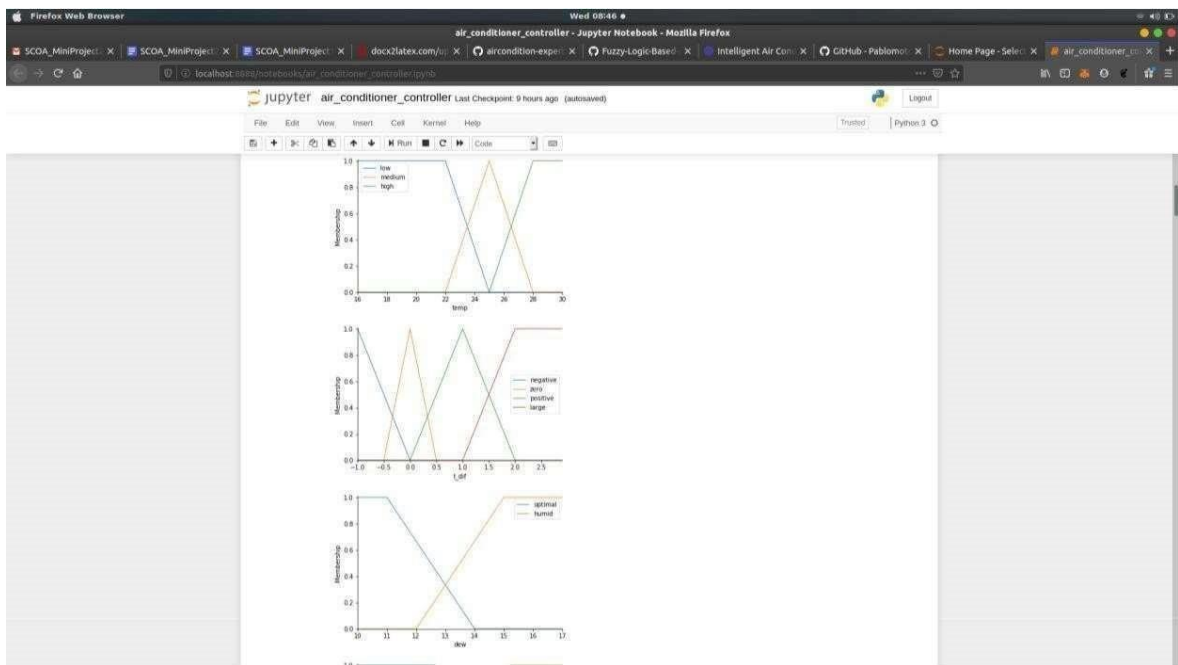 Firefox Web Browser Wed 08:46
air_conditioner_controller - Jupyter Notebook - Mozilla Firefox
SCOA_MiniProject SCOA_MiniProject SCOA_MiniProject docx2latex.com/u aircondition-exper Fuzzy-Logic-Based Intelligent Air Con GitHub - Pablomot Home Page - Selec air_conditioner_co
localhost:8888/notebooks/air_conditioner_controller.ipynb
jupyter air_conditioner_controller Last Checkpoint: 9 hours ago (autosaved) Logout
File Edit View Insert Cell Kernel Help Trusted Python 3
Run Code
1.0
low
medium
high
0.8
0.6
0.4
0.2
0.0
Membership
16 18 20 22 24 26 28 30
temp
1.0
0.8
0.6
0.4
0.2
0.0
Membership
negative
zero
positive
large
-1.0 -0.5 0.0 0.5 1.0 1.5 2.0 2.5
t_dif
1.0
optimal
humid
0.8
0.6
0.4
0.2
0.0
Membership
10 11 12 13 14 15 16 17
dew
1.0